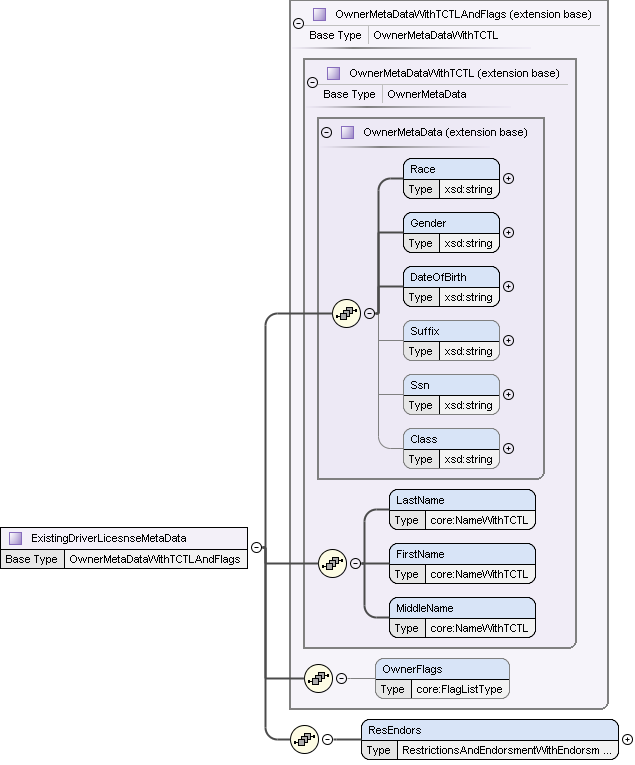 OwnerMetaDataWithTCTLAndFlags (extension base)
Base Type OwnerMetaDataWithTCTL
OwnerMetaDataWithTCTL (extension base)
Base Type OwnerMetaData
OwnerMetaData (extension base)
Race
Type xsd:string
Gender
Type xsd:string
DateOfBirth
Type xsd:string
Suffix
Type xsd:string
Ssn
Type xsd:string
Class
Type xsd:string
LastName
Type core:NameWithTCTL
ExistingDriverLicesnseMetaData
Base Type OwnerMetaDataWithTCTLAndFlags
FirstName
Type core:NameWithTCTL
MiddleName
Type core:NameWithTCTL
OwnerFlags
Type core:FlagListType
ResEndors
Type RestrictionsAndEndorsmentWithEndorsm ...